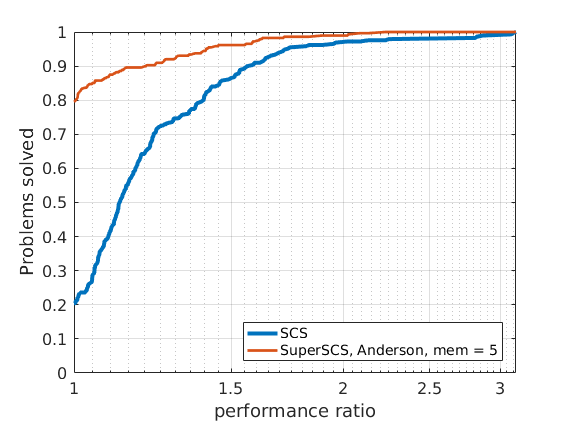 1
0.9
0.8
0.7
0.6
0.5
0.4
0.3
0.2
0.1
0
Problems solved
SCS
SuperSCS, Anderson, mem = 5
1 1.5 2 2.5 3
performance ratio